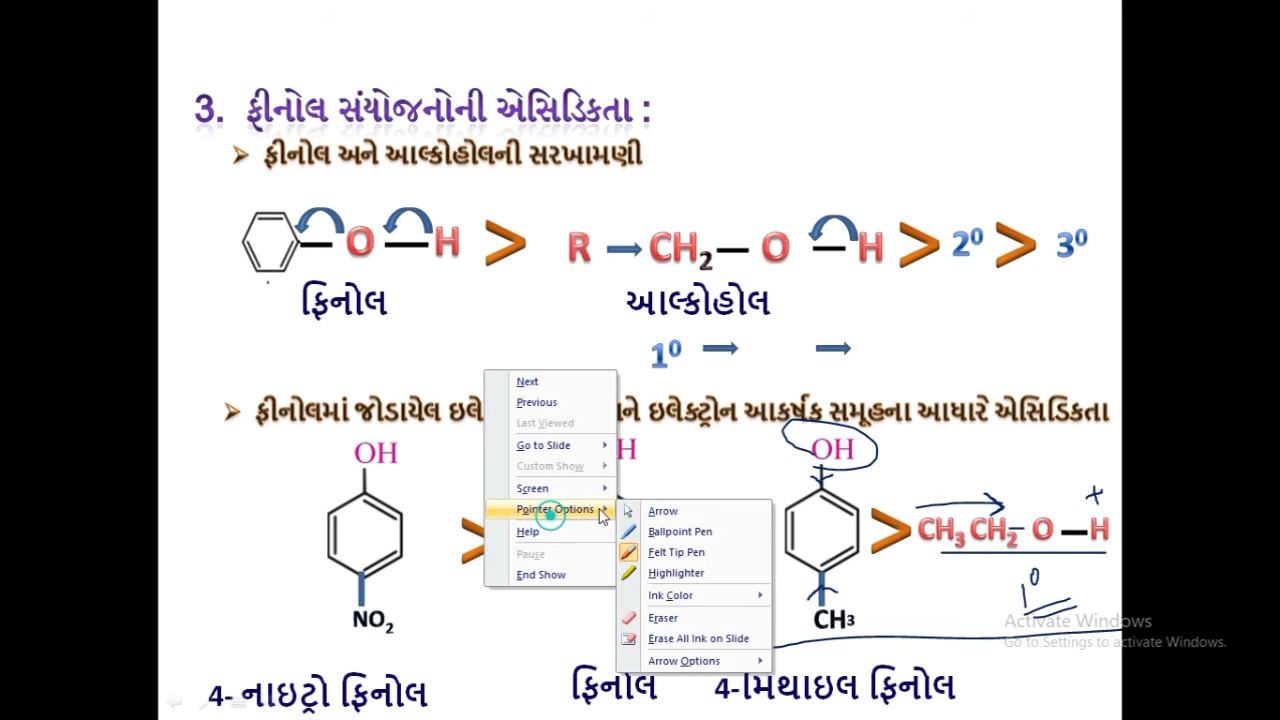 3. ફીનોલ સંયોજનોની એસિડિકતા :
➢ ફીનોલ અને આલ્કોહોલની સરખામણી
O — H > R → CH2 — O — H > 2⁰ > 3⁰
ફિનોલ
આલ્કોહોલ
1⁰ → →
Next
Previous
Last Viewed
Go to Slide
Custom Show
Screen
Pointer Options
Help
Pause
End Show
Arrow
Ballpoint Pen
Felt Tip Pen
Highlighter
Ink Color
Eraser
Erase All Ink on Slide
Arrow Options
➢ ફીનોલમાં જોડાયેલ ઇલેક્ટ્રોન આકર્ષક સમૂહના આધારે એસિડિકતા
OH
H
OH
+
> > CH3 CH2 – O — H
1⁰
NO2
CH3
Activate Windows
Go to Settings to activate Windows.
4- નાઇટ્રો ફિનોલ
ફિનોલ
4-મિથાઇલ ફિનોલ